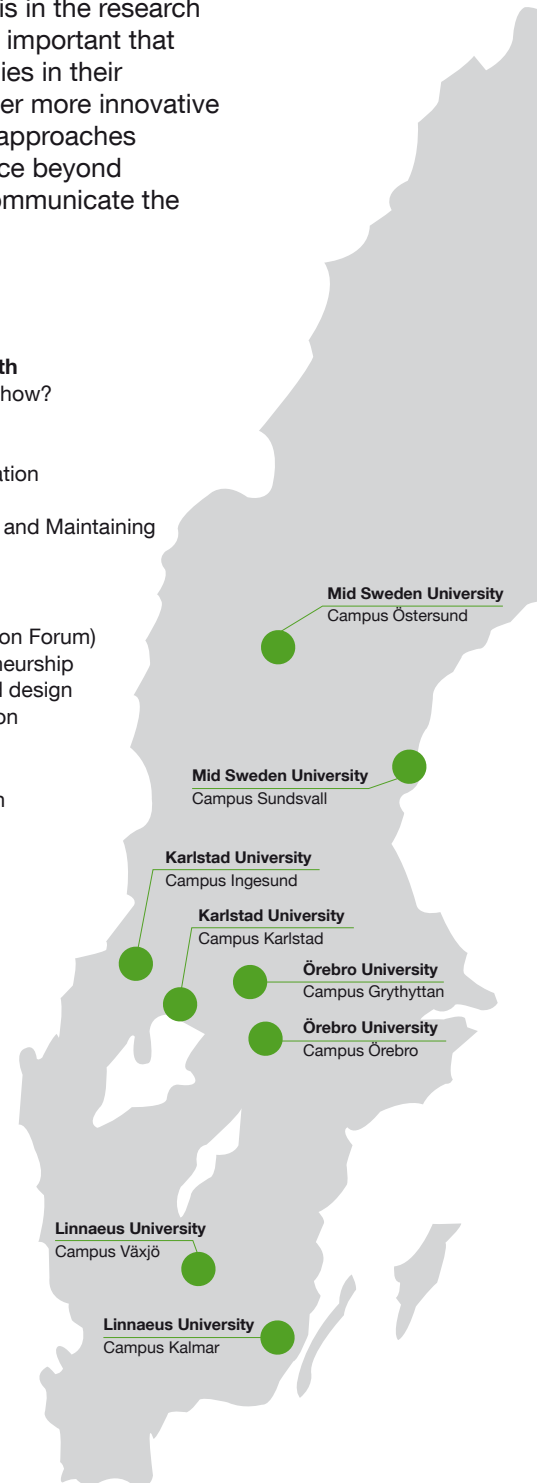 is in the research
important that
ies in their
er more innovative
approaches
ce beyond
ommunicate the
th
how?
ation
and Maintaining
on Forum)
neurship
l design
on
n
Mid Sweden University
Campus Östersund
Mid Sweden University
Campus Sundsvall
Karlstad University
Campus Ingesund
Karlstad University
Campus Karlstad
Örebro University
Campus Grythyttan
Örebro University
Campus Örebro
Linnaeus University
Campus Växjö
Linnaeus University
Campus Kalmar